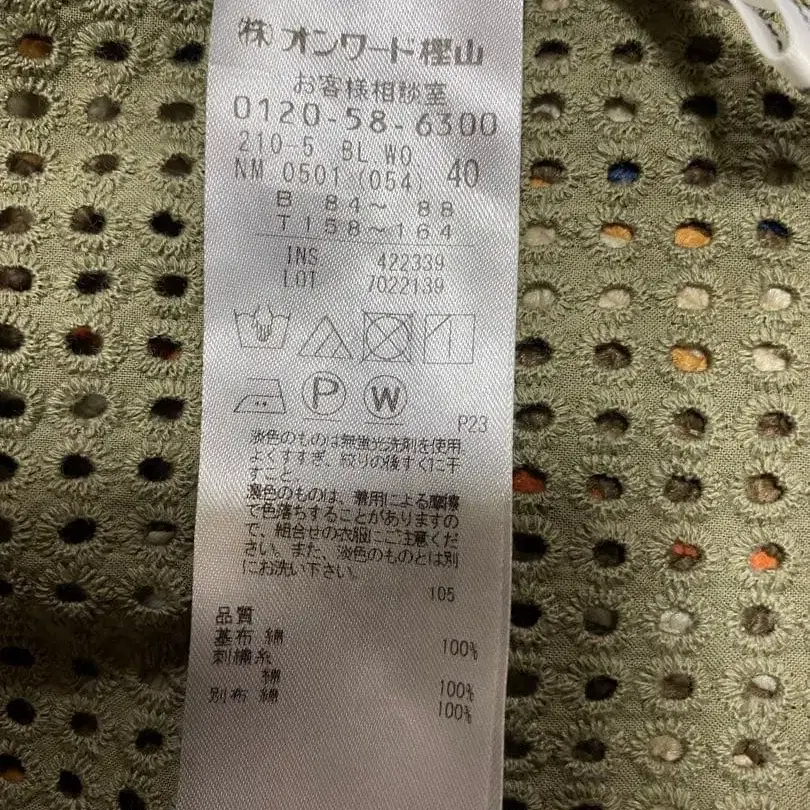 ㈱オンワード樫山
お客様相談室
0120-58-6300
210-5 BL WO
NM 0501 (054) 40
B 84～ 88
T 158～164
INS 422339
LOT 7022139
P W
P23
淡色のものは無蛍光洗剤を使用
よくすすぎ、絞りの後すぐに干
すこと。
濃色のものは、着用による摩擦
で色落ちすることがありますの
で、組合せの衣服にご注意くだ
さい。また、淡色のものとは別
にお洗い下さい。
105
品質
基布 綿 100%
刺繍糸
綿 100%
別布 綿 100%